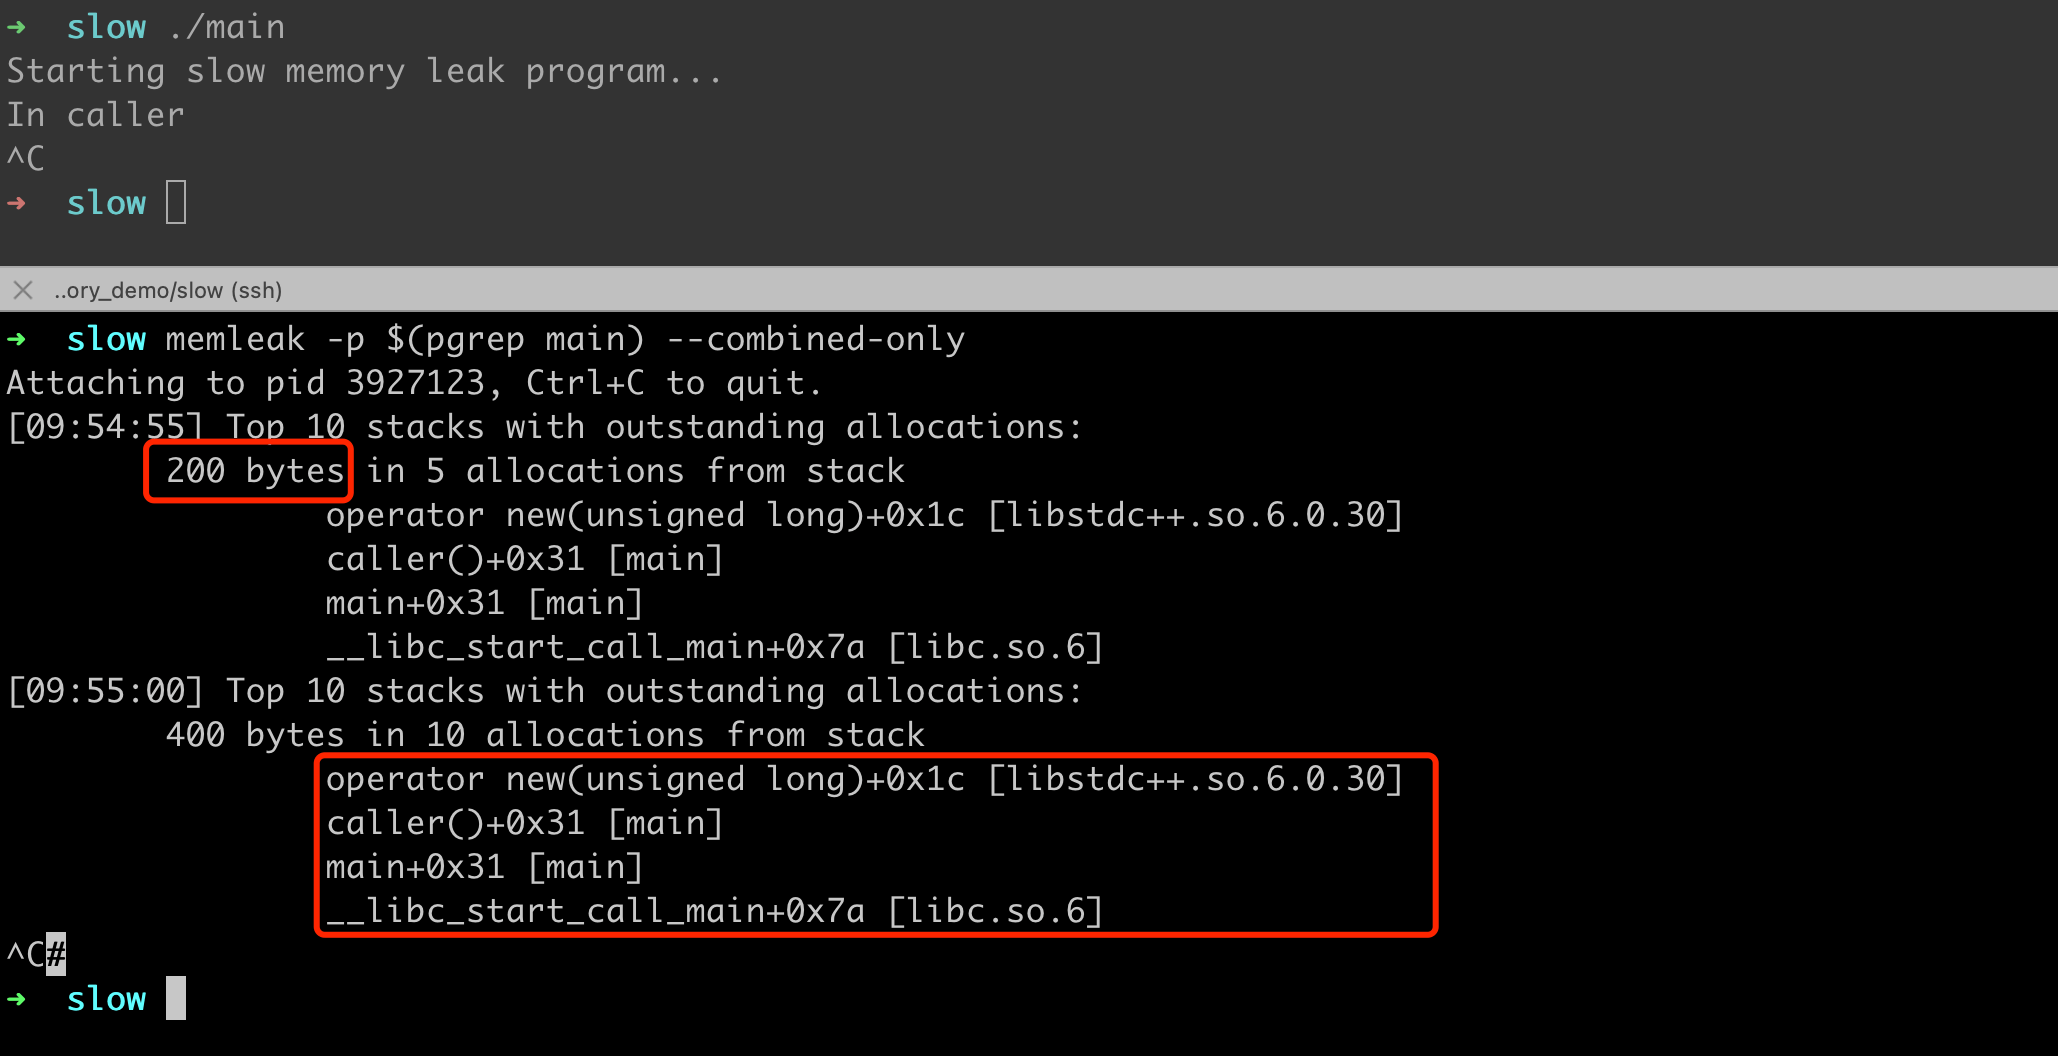 ➜  slow ./main
Starting slow memory leak program...
In caller
^C
➜  slow
..ory_demo/slow (ssh)
➜  slow memleak -p $(pgrep main) --combined-only
Attaching to pid 3927123, Ctrl+C to quit.
[09:54:55] Top 10 stacks with outstanding allocations:
200 bytes in 5 allocations from stack
operator new(unsigned long)+0x1c [libstdc++.so.6.0.30]
caller()+0x31 [main]
main+0x31 [main]
__libc_start_call_main+0x7a [libc.so.6]
[09:55:00] Top 10 stacks with outstanding allocations:
400 bytes in 10 allocations from stack
operator new(unsigned long)+0x1c [libstdc++.so.6.0.30]
caller()+0x31 [main]
main+0x31 [main]
__libc_start_call_main+0x7a [libc.so.6]
^C#
➜  slow